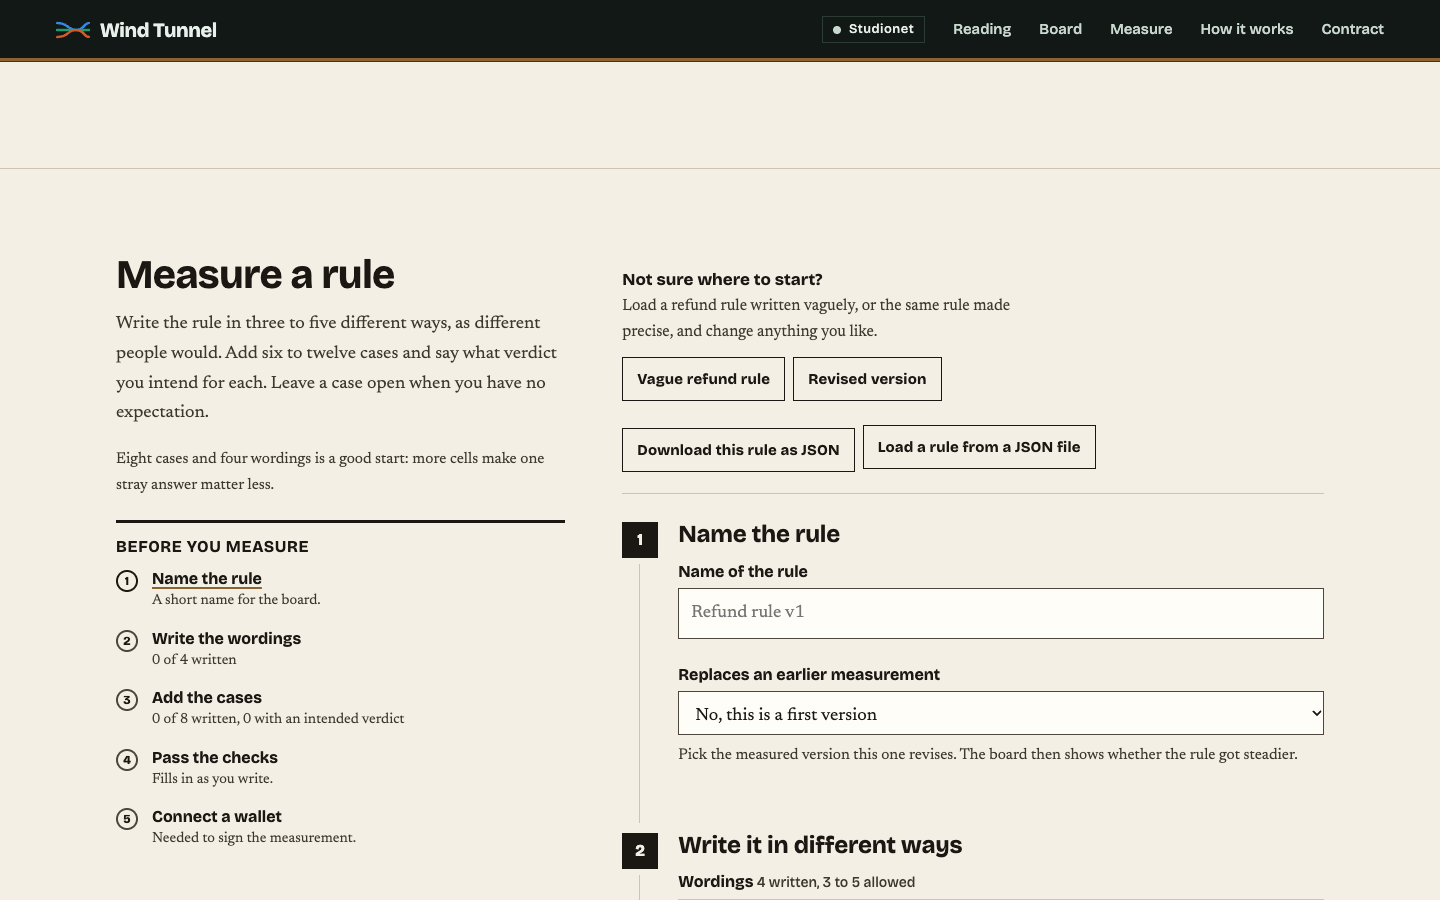 Wind Tunnel
Studionet
Reading
Board
Measure
How it works
Contract
Measure a rule
Write the rule in three to five different ways, as different
people would. Add six to twelve cases and say what verdict
you intend for each. Leave a case open when you have no
expectation.
Eight cases and four wordings is a good start: more cells make one
stray answer matter less.
BEFORE YOU MEASURE
1 Name the rule
A short name for the board.
2 Write the wordings
0 of 4 written
3 Add the cases
0 of 8 written, 0 with an intended verdict
4 Pass the checks
Fills in as you write.
5 Connect a wallet
Needed to sign the measurement.
Not sure where to start?
Load a refund rule written vaguely, or the same rule made
precise, and change anything you like.
Vague refund rule
Revised version
Download this rule as JSON
Load a rule from a JSON file
1 Name the rule
Name of the rule
Refund rule v1
Replaces an earlier measurement
No, this is a first version
Pick the measured version this one revises. The board then shows whether the rule got steadier.
2 Write it in different ways
Wordings 4 written, 3 to 5 allowed